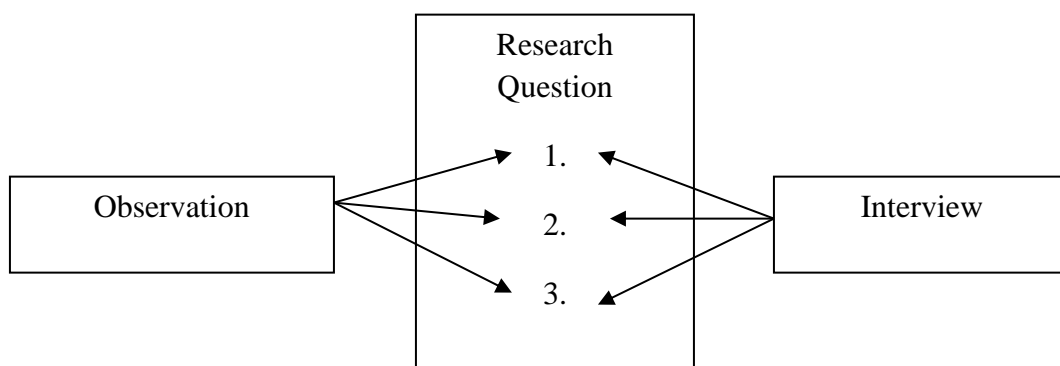 Research
Question
1.
Observation
2.
Interview
3.